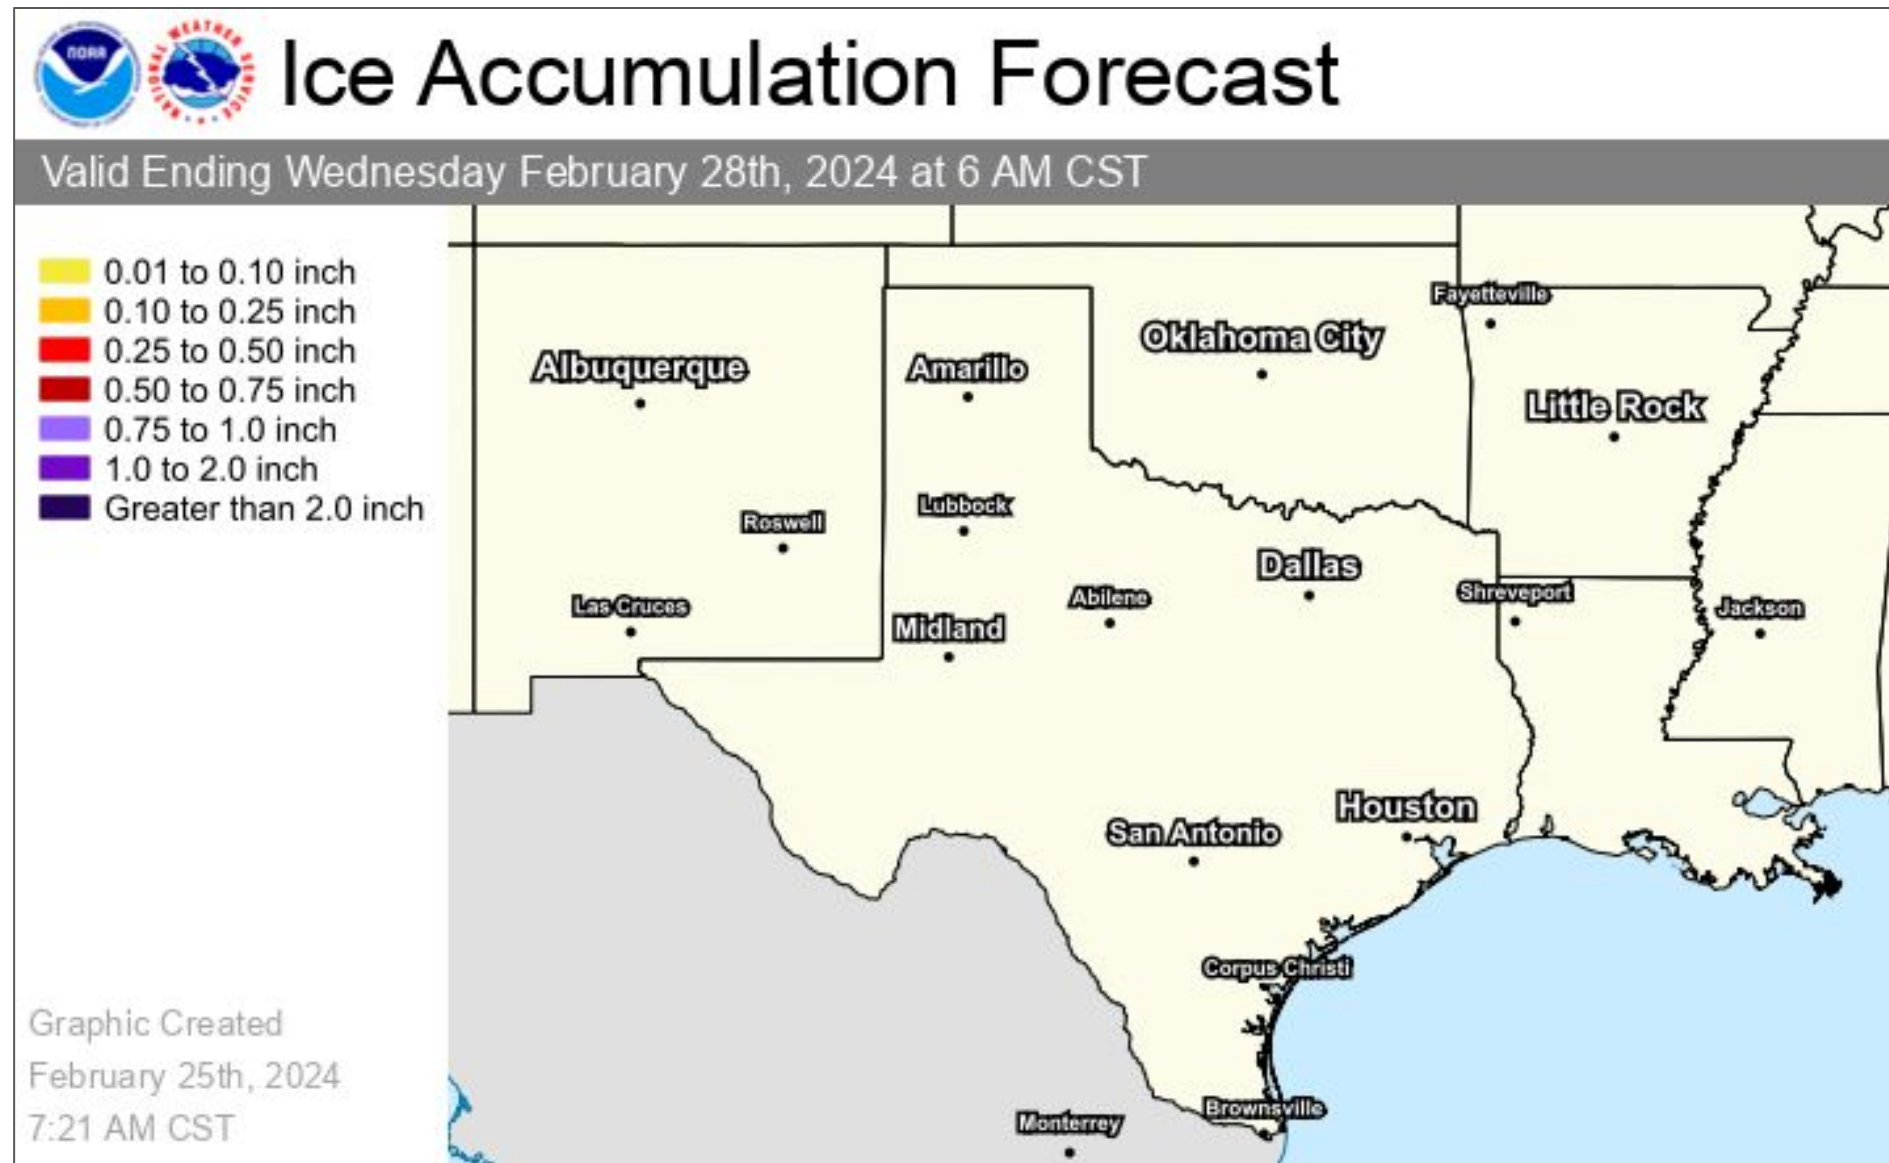 NOAA
NATIONAL WEATHER SERVICE
Ice Accumulation Forecast
Valid Ending Wednesday February 28th, 2024 at 6 AM CST
0.01 to 0.10 inch
0.10 to 0.25 inch
0.25 to 0.50 inch
0.50 to 0.75 inch
0.75 to 1.0 inch
1.0 to 2.0 inch
Greater than 2.0 inch
Fayetteville
Oklahoma City
Albuquerque
Amarillo
Little Rock
Lubbock
Roswell
Dallas
Shreveport
Abilene
Las Cruces
Jackson
Midland
Houston
San Antonio
Corpus Christi
Brownsville
Monterrey
Graphic Created
February 25th, 2024
7:21 AM CST